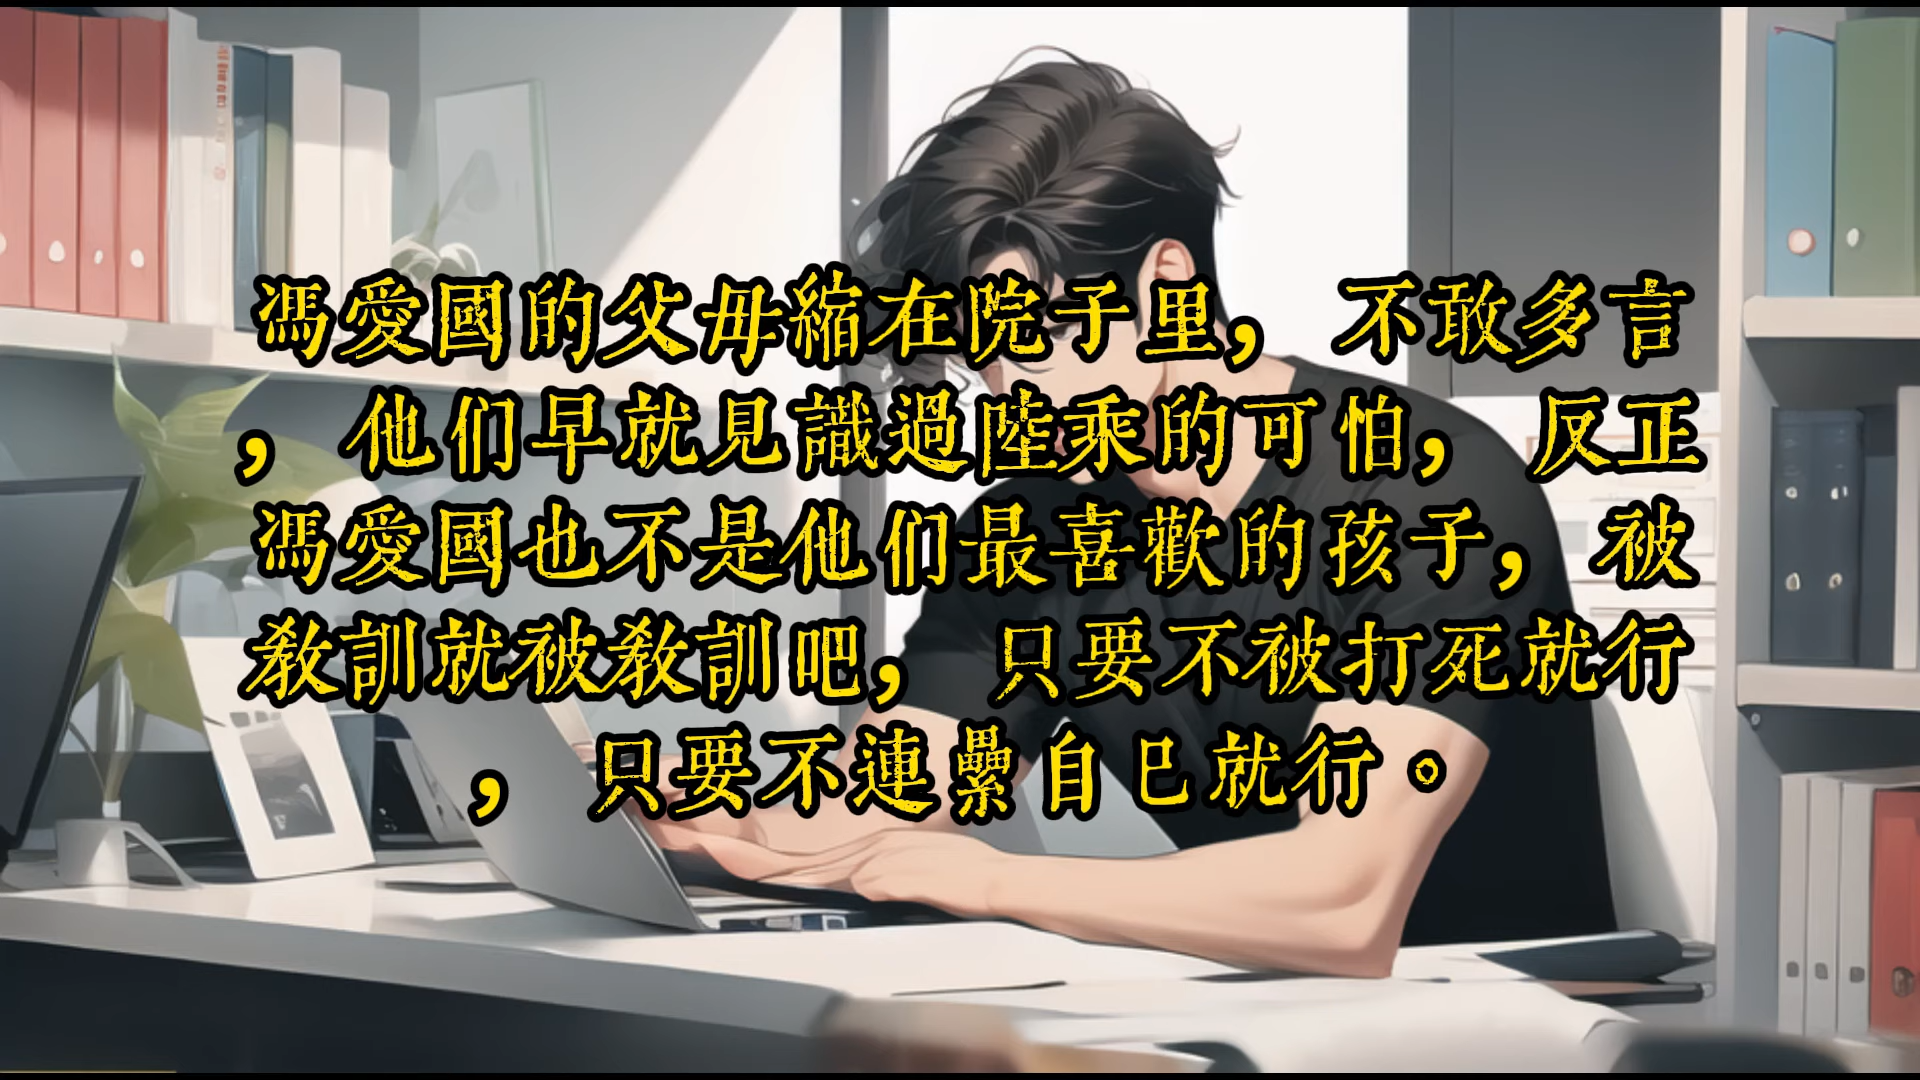 馮愛國的父母縮在院子里，不敢多言
，他们早就見識過陸乘的可怕，反正
馮愛國也不是他们最喜歡的孩子，被
教訓就被教訓吧，只要不被打死就行
，只要不連纍自已就行。